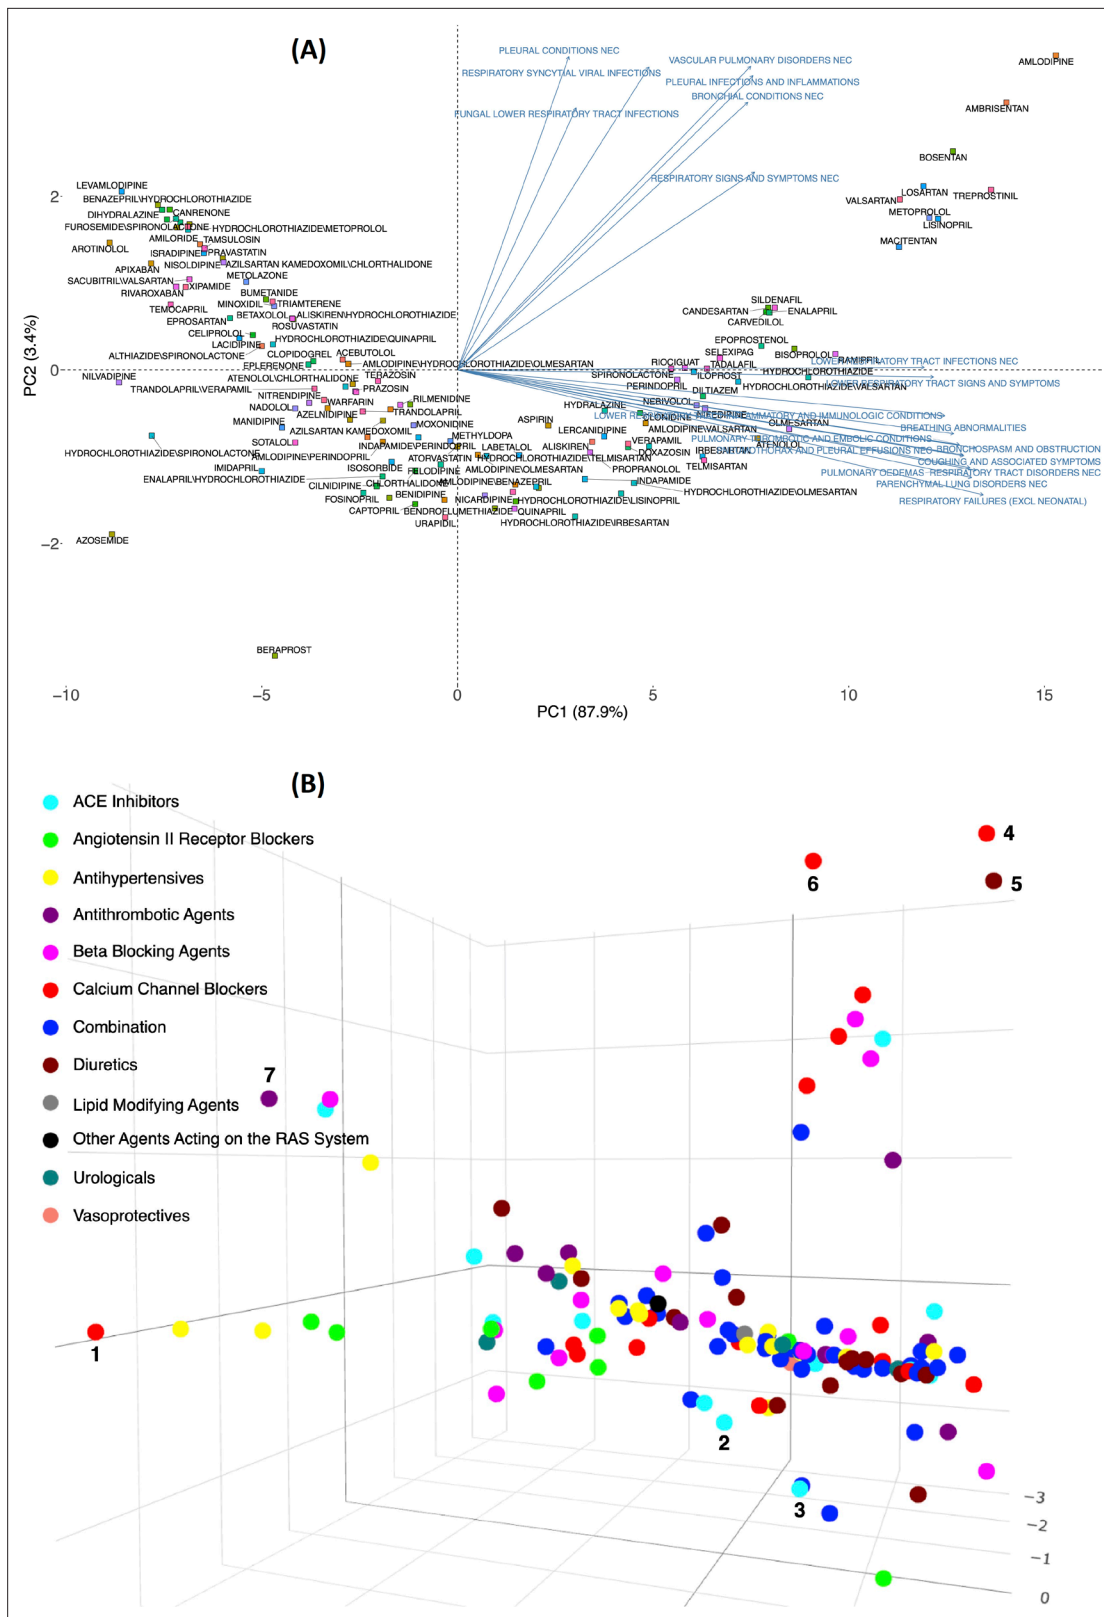 (A)
PLEURAL CONDITIONS NEC
VASCULAR PULMONARY DISORDERS NEC
AMLODIPINE
RESPIRATORY SYNCYTIAL VIRAL INFECTIONS
PLEURAL INFECTIONS AND INFLAMMATIONS
BRONCHIAL CONDITIONS NEC
AMBRISENTAN
FUNGAL LOWER RESPIRATORY TRACT INFECTIONS
BOSENTAN
RESPIRATORY SIGNS AND SYMPTOMS NEC
LEVAMLODIPINE
LOSARTAN
TREPROSTINIL
2
BENAZEPRIL\HYDROCHLOROTHIAZIDE
VALSARTAN
DIHYDRALAZINE
CANRENONE
METOPROLOL
FUROSEMIDE\SPIRONOLACTONE
HYDROCHLOROTHIAZIDE\METOPROLOL
LISINOPRIL
AMILORIDE
TAMSULOSIN
MACITENTAN
AROTINOLOL
ISRADIPINE
PRAVASTATIN
APIXABAN
NISOLDIPINE
AZILSARTAN KAMEDOXOMIL\CHLORTHALIDONE
SACUBITRIL\VALSARTAN
METOLAZONE
RIVAROXABAN
XIPAMIDE
BUMETANIDE
SILDENAFIL
TEMOCAPRIL
MINOXIDIL
TRIAMTERENE
CANDESARTAN
ENALAPRIL
EPROSARTAN
BETAXOLOL
ALISKIREN\HYDROCHLOROTHIAZIDE
CARVEDILOL
ROSUVASTATIN
CELIPROLOL
HYDROCHLOROTHIAZIDE\QUINAPRIL
EPOPROSTENOL
LACIDIPINE
SELEXIPAG
BISOPROLOL
RAMIPRIL
ALTHIAZIDE\SPIRONOLACTONE
CLOPIDOGREL
ACEBUTOLOL
RIOCIGUAT
TADALAFIL
LOWER RESPIRATORY TRACT INFECTIONS NEC
EPLERENONE
AMLODIPINE\HYDROCHLOROTHIAZIDE\OLMESARTAN
0
NILVADIPINE
ATENOLOL\CHLORTHALIDONE
TERAZOSIN
SPIRONOLACTONE
ILOPROST
HYDROCHLOROTHIAZIDE
LOWER RESPIRATORY TRACT SIGNS AND SYMPTOMS
TRANDOLAPRIL\VERAPAMIL
PRAZOSIN
PERINDOPRIL
HYDROCHLOROTHIAZIDE\VALSARTAN
NITRENDIPINE
WARFARIN
RILMENIDINE
DILTIAZEM
NADOLOL
AZELNIDIPINE
TRANDOLAPRIL
HYDRALAZINE
NERIVOLOL
NIFEDIPINE
MANIDIPINE
AZILSARTAN KAMEDOXOMIL
MOXONIDINE
ASPIRIN
CLONIDINE
OLMESARTAN
BREATHING ABNORMALITIES
LERCANIDIPINE
AMLODIPINE\VALSARTAN
SOTALOL
INDAPAMIDE\PERINDOPRIL
METHYLDOPA
LABETALOL
ALISKIREN
VERAPAMIL
PULMONARY THROMBOTIC AND EMBOLIC CONDITIONS
ATENOLOL
HYDROCHLOROTHIAZIDE\SPIRONOLACTONE
AMLODIPINE\PERINDOPRIL
ATORVASTATIN
HYDROCHLOROTHIAZIDE\TELMISARTAN
DOXAZOSIN
IRBESARTAN
BRONCHOSPASM AND OBSTRUCTION
IMIDAPRIL
ISOSORBIDE
FELODIPINE
AMLODIPINE\OLMESARTAN
PROPRANOLOL
TELMISARTAN
COUGHING AND ASSOCIATED SYMPTOMS
ENALAPRIL\HYDROCHLOROTHIAZIDE
CHLORTHALIDONE
AMLODIPINE\BENAZEPRIL
INDAPAMIDE
PULMONARY OEDEMAS
RESPIRATORY TRACT DISORDERS NEC
CILNIDIPINE
HYDROCHLOROTHIAZIDE\OLMESARTAN
PARENCHYMAL LUNG DISORDERS NEC
FOSINOPRIL
BENIDIPINE
NICARDIPINE
HYDROCHLOROTHIAZIDE\LISINOPRIL
RESPIRATORY FAILURES (EXCL NEONATAL)
CAPTOPRIL
BENDROFLUMETHIAZIDE
QUINAPRIL
URAPIDIL
HYDROCHLOROTHIAZIDE\IRBESARTAN
−2
AZOSEMIDE
BERAPROST
PC2 (3.4%)
−10
−5
0
5
10
15
PC1 (87.9%)
(B)
ACE Inhibitors
Angiotensin II Receptor Blockers
Antihypertensives
Antithrombotic Agents
Beta Blocking Agents
Calcium Channel Blockers
Combination
Diuretics
Lipid Modifying Agents
Other Agents Acting on the RAS System
Urologicals
Vasoprotectives
4
6
5
7
1
2
3
−3
−2
−1
0